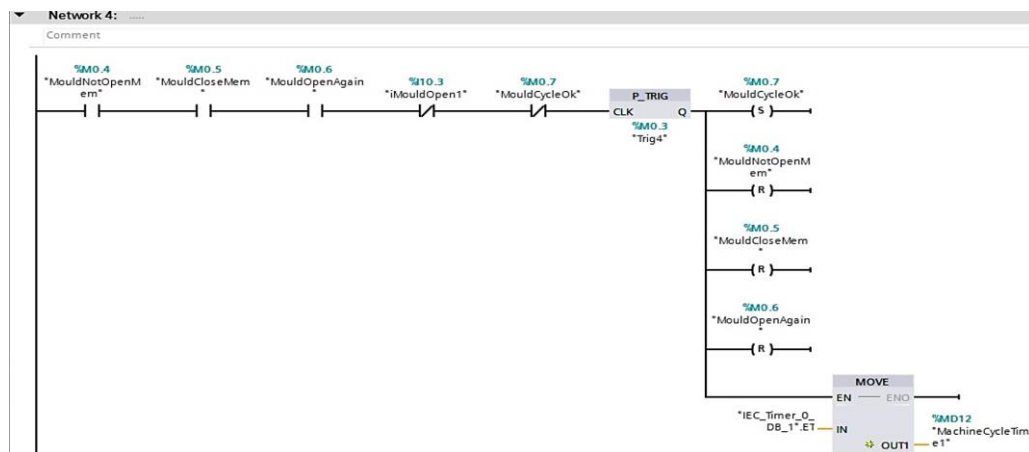 Network 4: .....
Comment
%M0.4
"MouldNotOpenM
em"
%M0.5
"MouldCloseMem
"
%M0.6
"MouldOpenAgain
"
%I10.3
"iMouldOpen1"
%M0.7
"MouldCycleOk"
P_TRIG
CLK Q
%M0.3
"Trig4"
%M0.7
"MouldCycleOk"
S
%M0.4
"MouldNotOpenM
em"
R
%M0.5
"MouldCloseMem
"
R
%M0.6
"MouldOpenAgain
"
R
MOVE
EN ENO
"IEC_Timer_0_
DB_1".ET
IN
OUT1
%MD12
"MachineCycleTim
e1"